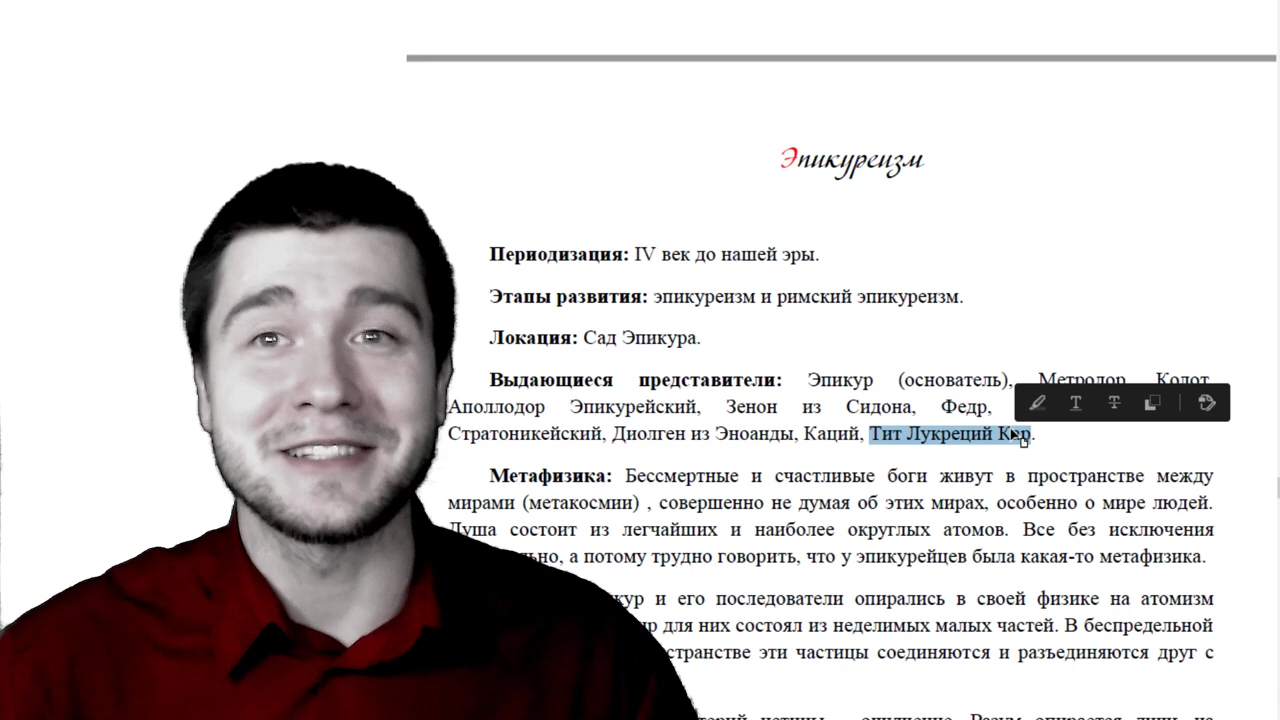 Эпикуреизм
Периодизация: IV век до нашей эры.
Этапы развития: эпикуреизм и римский эпикуреизм.
Локация: Сад Эпикура.
Выдающиеся представители: Эпикур (основатель), Метродор, Колот,
Аполлодор Эпикурейский, Зенон из Сидона, Федр,
Стратоникейский, Диолген из Эноанды, Каций, Тит Лукреций Кар.
Метафизика: Бессмертные и счастливые боги живут в пространстве между
мирами (метакосмии) , совершенно не думая об этих мирах, особенно о мире людей.
Душа состоит из легчайших и наиболее округлых атомов. Все без исключения
а потому трудно говорить, что у эпикурейцев была какая-то метафизика.
и его последователи опирались в своей физике на атомизм
для них состоял из неделимых малых частей. В беспредельной
эти частицы соединяются и разъединяются друг с